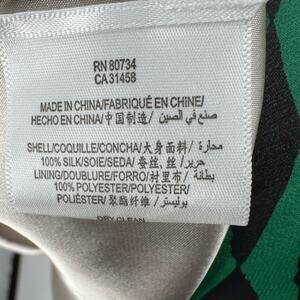 RN 80734
CA 31458
MADE IN CHINA/FABRIQUÉ EN CHINE/
HECHO EN CHINA/中国制造/ صنع في الصين
SHELL/COQUILLE/CONCHA/大身面料/ محارة/
100% SILK/SOIE/SEDA/蚕丝, 丝/ حرير/
LINING/DOUBLURE/FORRO/衬里布/ بطانة/
100% POLYESTER/POLYESTER/
POLIÉSTER/聚酯纤维/ بوليستر/
DRY CLEAN